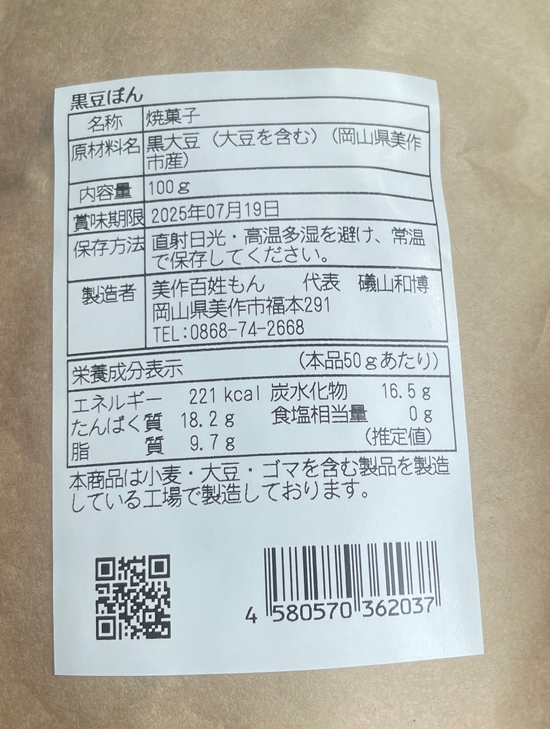 黒豆ぽん
名称 焼菓子
原材料名 黒大豆（大豆を含む）（岡山県美作
市産）
内容量 100ｇ
賞味期限 2025年07月19日
保存方法 直射日光・高温多湿を避け、常温
で保存してください。
製造者 美作百姓もん 代表 礒山和博
岡山県美作市福本291
TEL:0868-74-2668
栄養成分表示 （本品50ｇあたり）
エネルギー 221 kcal 炭水化物 16.5ｇ
たんぱく質 18.2ｇ 食塩相当量 0ｇ
脂質 9.7ｇ （推定値）
本商品は小麦・大豆・ゴマを含む製品を製造
している工場で製造しております。
4 580570 362037